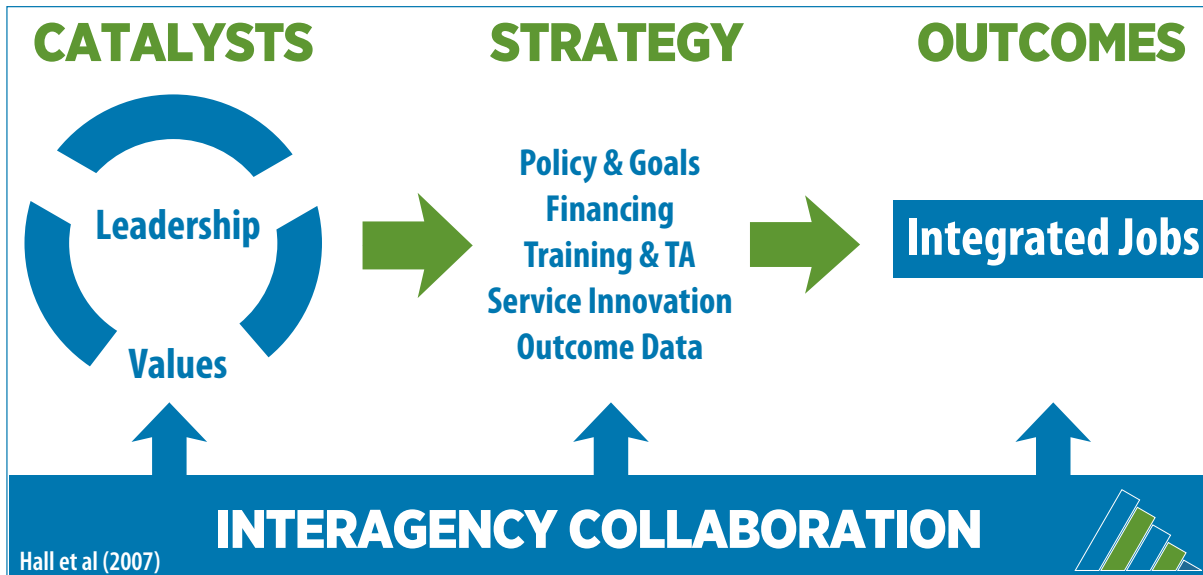 CATALYSTS
Leadership
Values
STRATEGY
Policy & Goals
Financing
Training & TA
Service Innovation
Outcome Data
OUTCOMES
Integrated Jobs
INTERAGENCY COLLABORATION
Hall et al (2007)